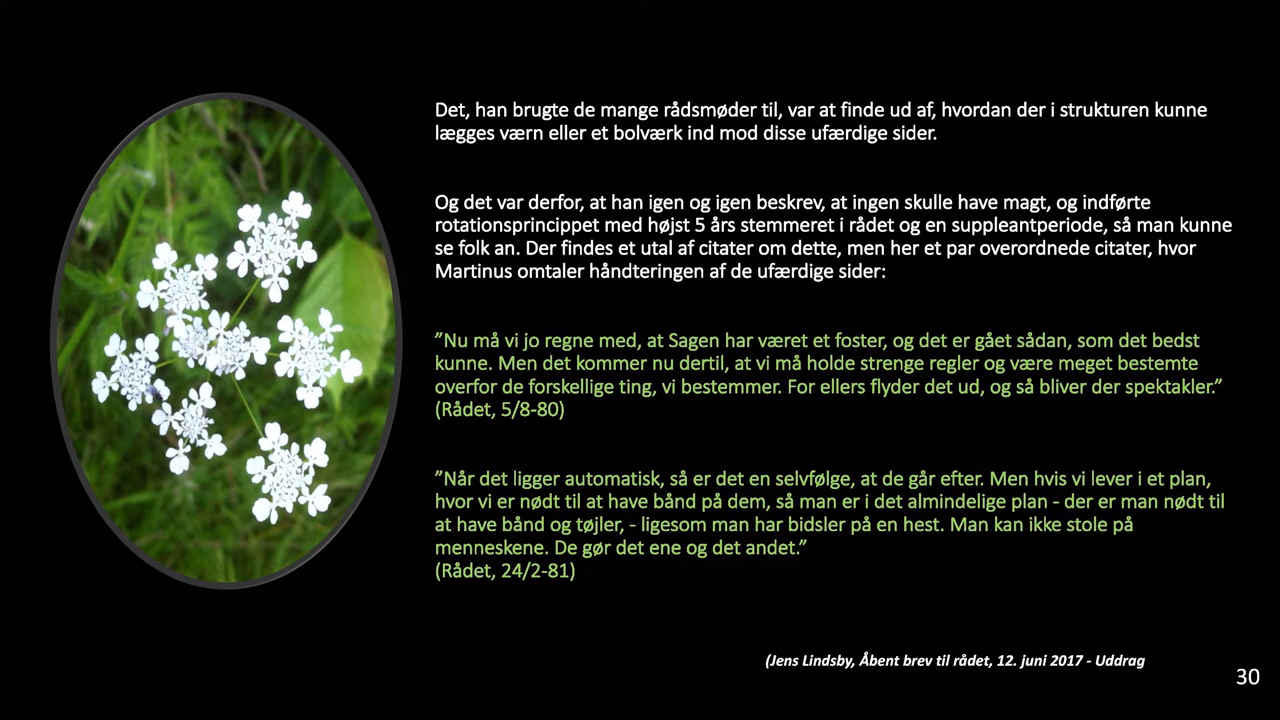 Det, han brugte de mange rådsmøder til, var at finde ud af, hvordan der i strukturen kunne
lægges værn eller et bolværk ind mod disse ufærdige sider.
Og det var derfor, at han igen og igen beskrev, at ingen skulle have magt, og indførte
rotationsprincippet med højst 5 års stemmeret i rådet og en suppleantperiode, så man kunne
se folk an. Der findes et utal af citater om dette, men her et par overordnede citater, hvor
Martinus omtaler håndteringen af de ufærdige sider:
”Nu må vi jo regne med, at Sagen har været et foster, og det er gået sådan, som det bedst
kunne. Men det kommer nu dertil, at vi må holde strenge regler og være meget bestemte
overfor de forskellige ting, vi bestemmer. For ellers flyder det ud, og så bliver der spektakler.”
(Rådet, 5/8-80)
”Når det ligger automatisk, så er det en selvfølge, at de går efter. Men hvis vi lever i et plan,
hvor vi er nødt til at have bånd på dem, så man er i det almindelige plan - der er man nødt til
at have bånd og tøjler, - ligesom man har bidsler på en hest. Man kan ikke stole på
menneskene. De gør det ene og det andet.”
(Rådet, 24/2-81)
(Jens Lindsby, Åbent brev til rådet, 12. juni 2017 - Uddrag
30